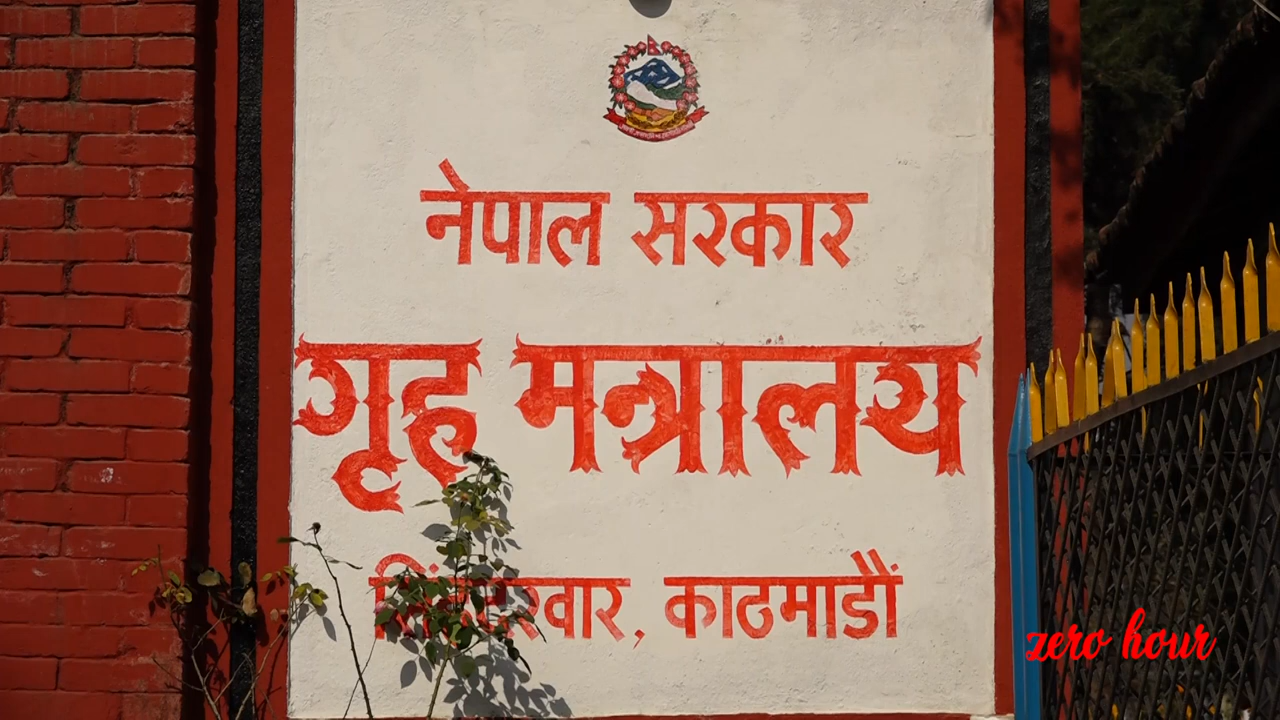 नेपाल सरकार
गृह मन्त्रालय
काठमाडौं
zero hour